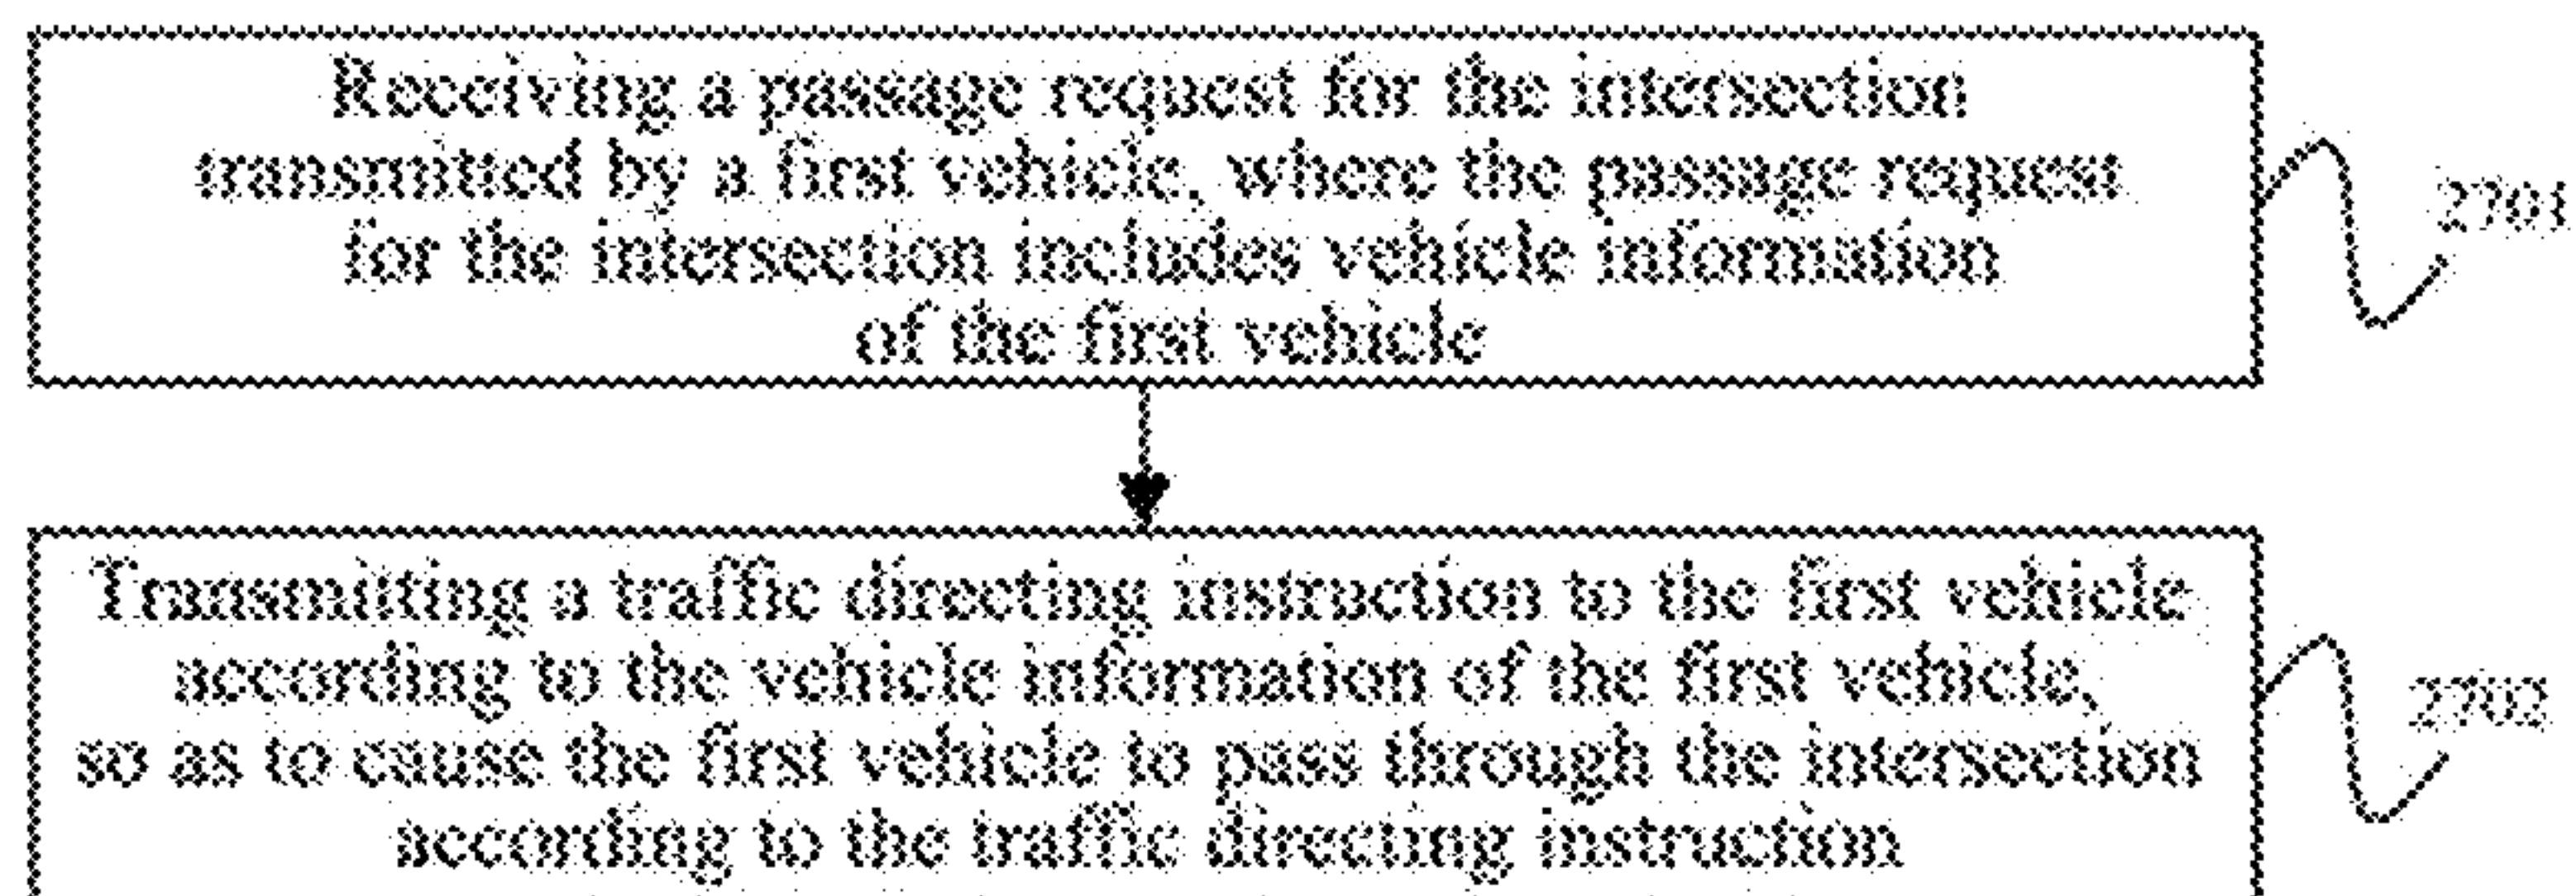 Receiving a passage request for the intersection
transmitted by a first vehicle, where the passage request
for the intersection includes vehicle information
of the first vehicle
2701
Transmitting a traffic directing instruction to the first vehicle
according to the vehicle information of the first vehicle,
so as to cause the first vehicle to pass through the intersection
according to the traffic directing instruction
2702